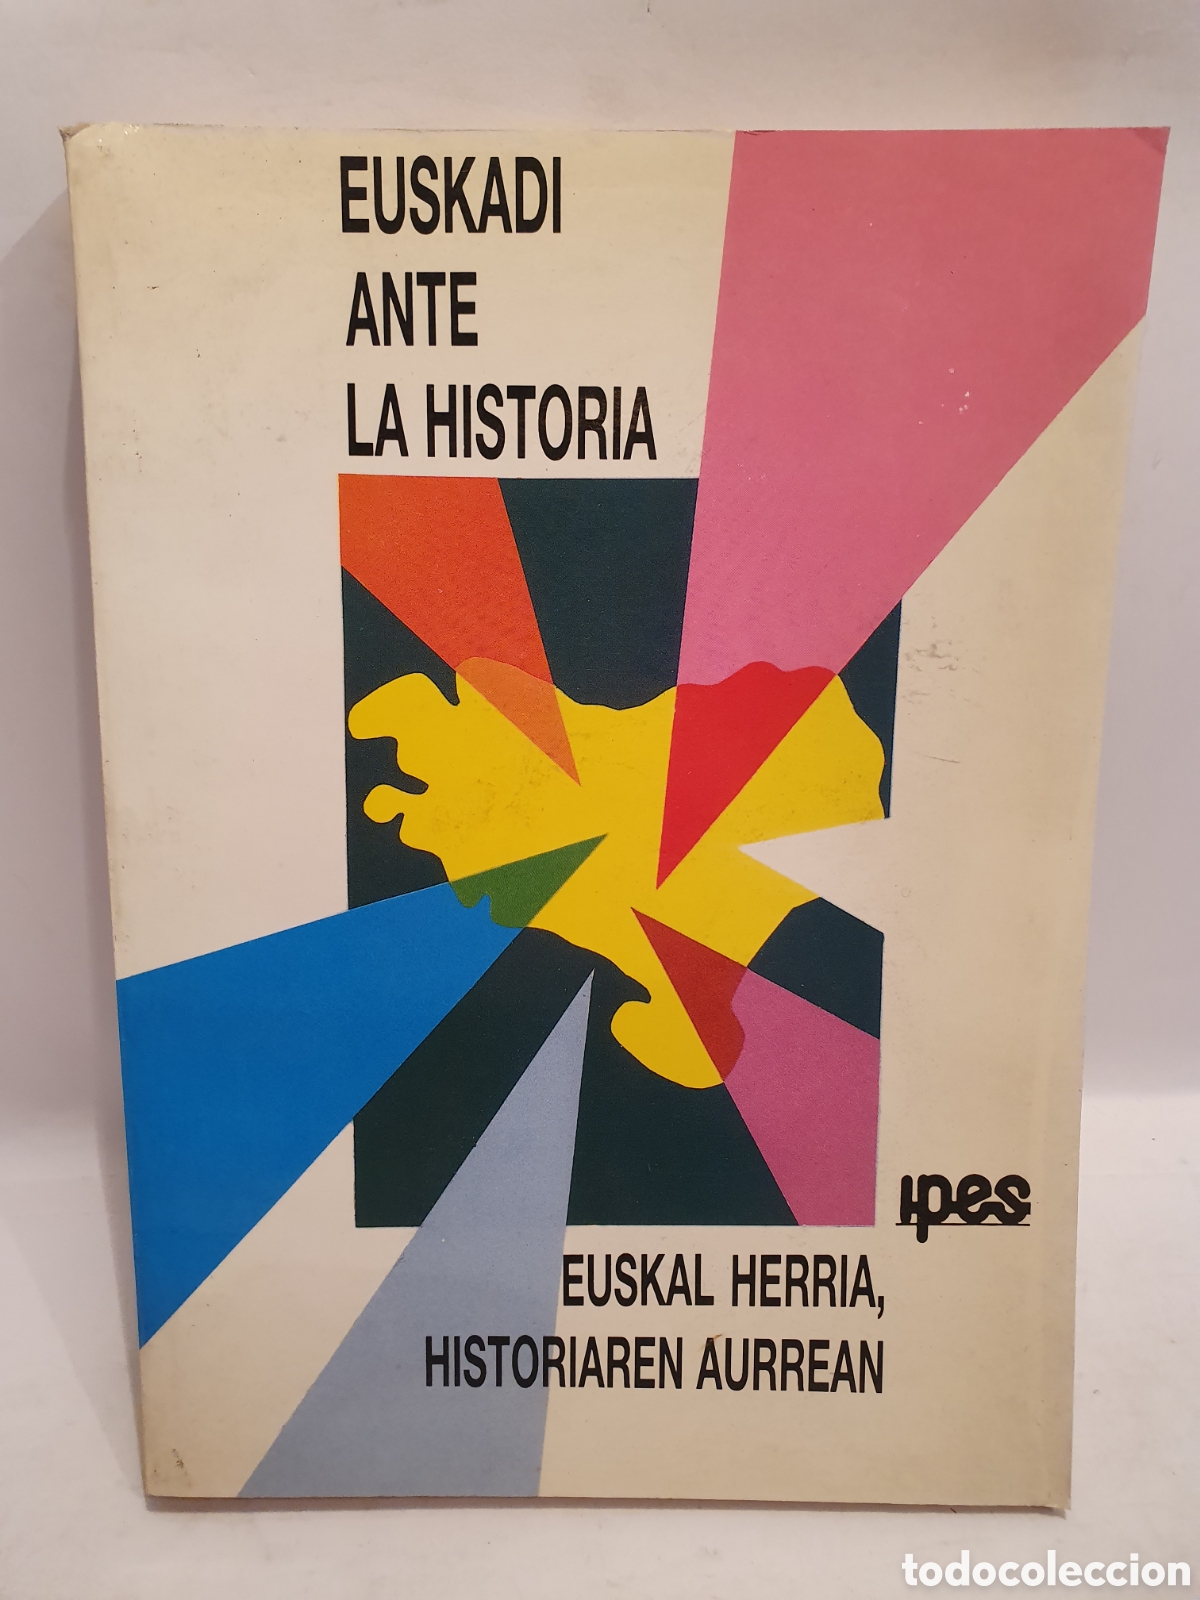 EUSKADI
ANTE
LA HISTORIA
ipes
EUSKAL HERRIA,
HISTORIAREN AURREAN
todocoleccion